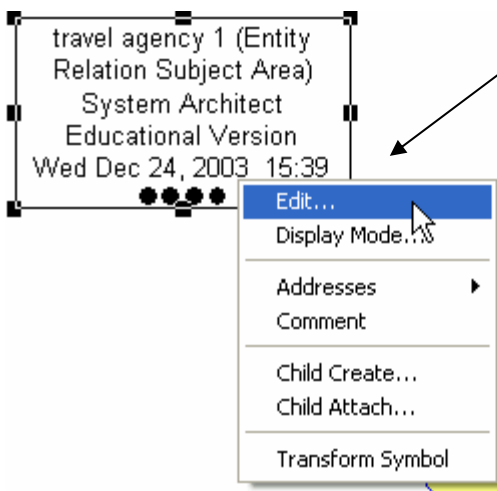 travel agency 1 (Entity
Relation Subject Area)
System Architect
Educational Version
Wed Dec 24, 2003 15:39
Edit...
Display Mode...
Addresses
Comment
Child Create...
Child Attach...
Transform Symbol